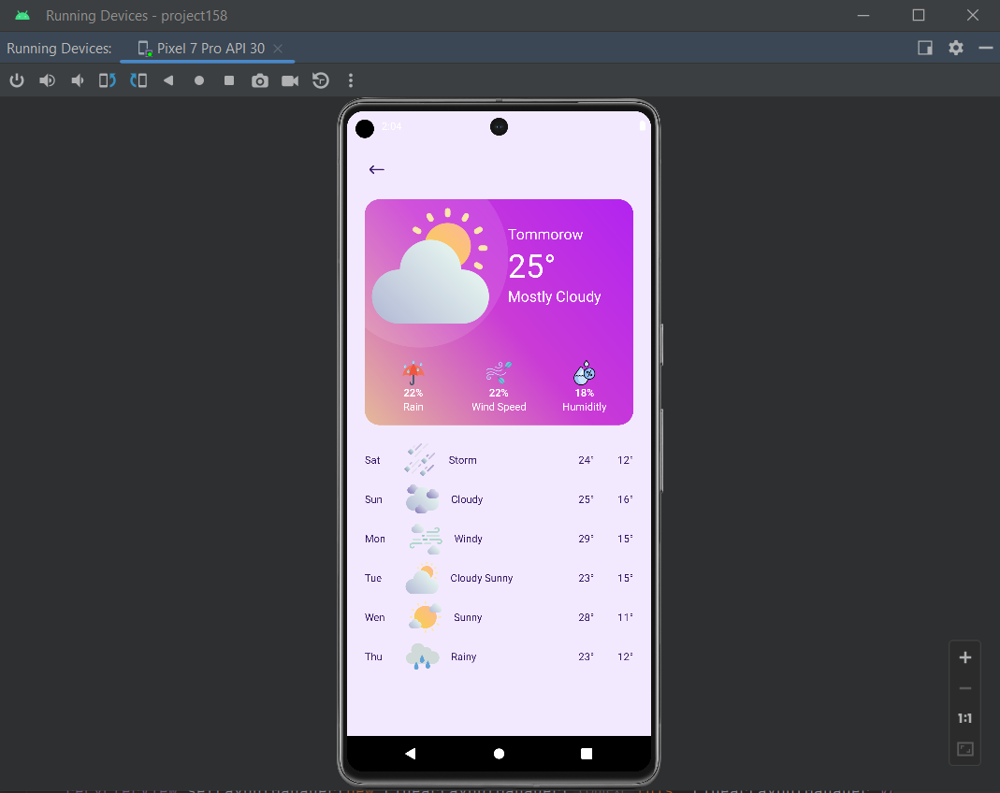 Running Devices - project158
Running Devices: Pixel 7 Pro API 30
2:04
Tommorow
25°
Mostly Cloudy
22% 22% 18%
Rain Wind Speed Humiditly
Sat Storm 24° 12°
Sun Cloudy 25° 16°
Mon Windy 29° 15°
Tue Cloudy Sunny 23° 15°
Wen Sunny 28° 11°
Thu Rainy 23° 12°
1:1